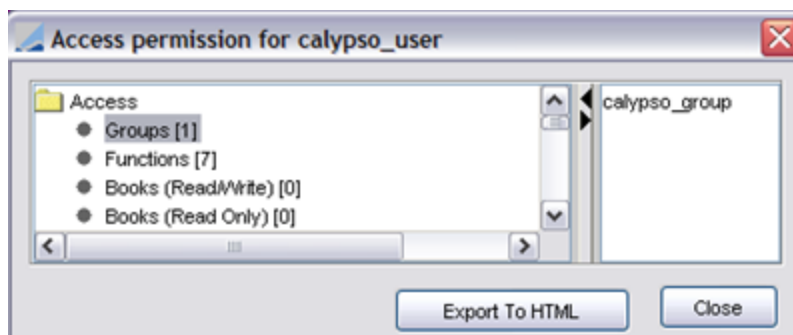 Access permission for calypso_user
Access
Groups [1]
Functions [7]
Books (Read/Write) [0]
Books (Read Only) [0]
calypso_group
Export To HTML
Close